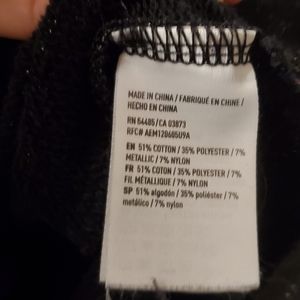 MADE IN CHINA / FABRIQUÉ EN CHINE /
HECHO EN CHINA
RN 54485/CA 03873
RFC# AEM120605U9A
EN 51% COTTON / 35% POLYESTER / 7%
METALLIC / 7% NYLON
FR 51% COTON / 35% POLYESTER / 7%
FIL MÉTALLIQUE / 7% NYLON
SP 51% algodón / 35% poliéster / 7%
metálico / 7% nylon